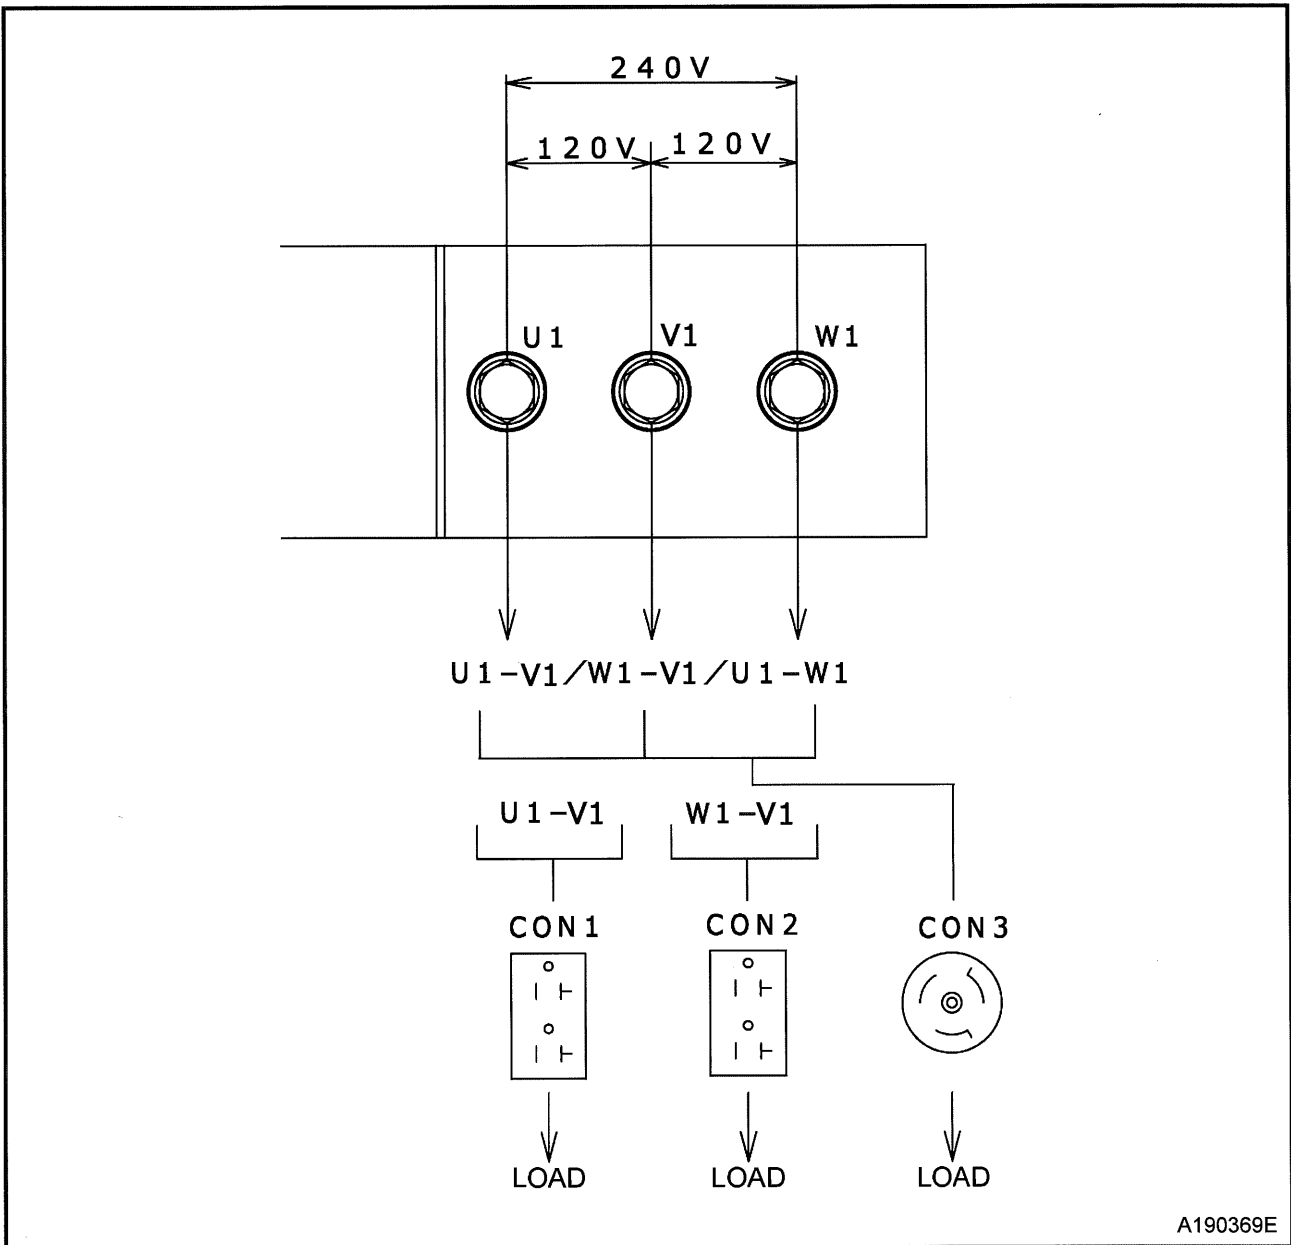 240V
120V 120V
U1 V1 W1
U1-V1/W1-V1/U1-W1
U1-V1 W1-V1
CON1 CON2 CON3
LOAD LOAD LOAD
A190369E